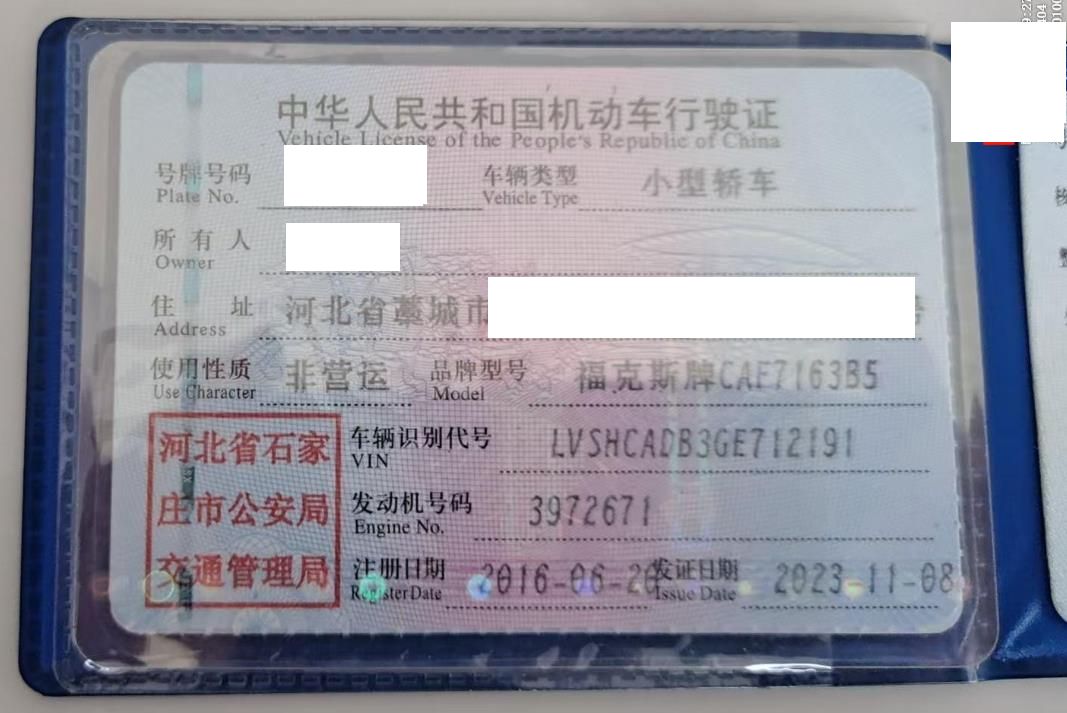 中华人民共和国机动车行驶证
Vehicle License of the People's Republic of China
号牌号码 车辆类型 小型轿车
Plate No. Vehicle Type
所有人
Owner
住址 河北省藁城市 号
Address
使用性质 非营运 品牌型号 福克斯牌CAF7163B5
Use Character Model
河北省石家
庄市公安局
交通管理局
车辆识别代号 LVSHCADB3GE712191
VIN
发动机号码 3972671
Engine No.
注册日期 2016-06-20 发证日期 2023-11-08
Register Date Issue Date